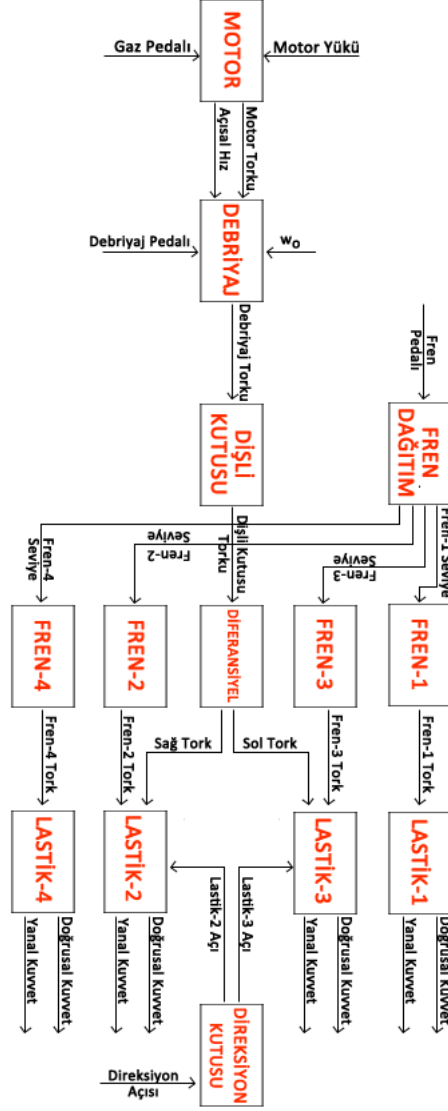 Gaz Pedalı
MOTOR
Motor Yükü
Motor Torku
Açısal Hız
Debriyaj Pedalı
DEBRİYAJ
w₀
Debriyaj Torku
Fren
Pedalı
DİŞLİ
KUTUSU
FREN
DAĞITIM
Dişli Kutusu
Torku
Fren-4
Seviye
Fren-2
Seviye
Fren-3
Seviye
Fren-1 Seviye
FREN-4
FREN-2
DİFERANSİYEL
FREN-3
FREN-1
Fren-4 Tork
Fren-2 Tork
Sağ Tork
Sol Tork
Fren-3 Tork
Fren-1 Tork
LASTİK-4
LASTİK-2
LASTİK-3
LASTİK-1
Lastik-2 Açı
Lastik-3 Açı
Yanal Kuvvet
Doğrusal Kuvvet
Yanal Kuvvet
Doğrusal Kuvvet
Yanal Kuvvet
Doğrusal Kuvvet
Yanal Kuvvet
Doğrusal Kuvvet
DİREKSİYON
KUTUSU
Direksiyon
Açısı